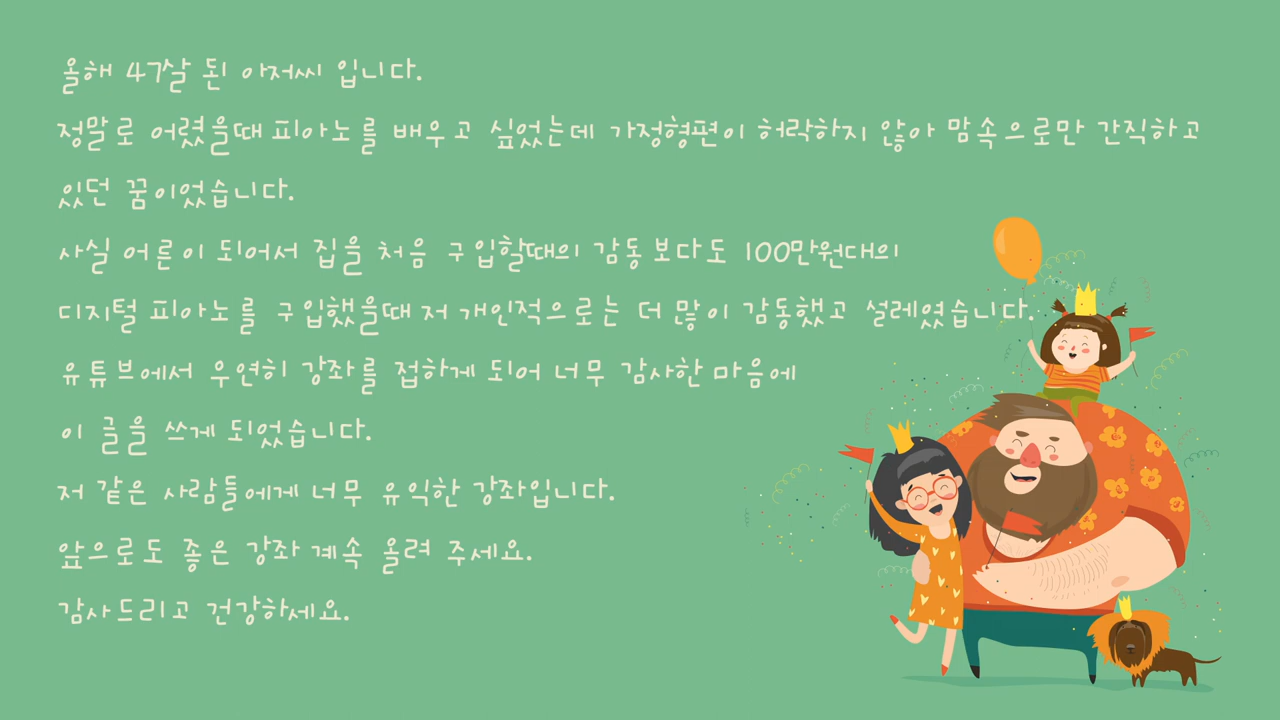 올해 47살 된 아저씨 입니다.
정말로 어렸을때 피아노를 배우고 싶었는데 가정형편이 허락하지 않아 맘속으로만 간직하고
있던 꿈이었습니다.
사실 어른이 되어서 집을 처음 구입할때의 감동보다도 100만원대의
디지털 피아노를 구입했을때 저 개인적으로는 더 많이 감동했고 설레였습니다.
유튜브에서 우연히 강좌를 접하게 되어 너무 감사한 마음에
이 글을 쓰게 되었습니다.
저 같은 사람들에게 너무 유익한 강좌입니다.
앞으로도 좋은 강좌 계속 올려 주세요.
감사드리고 건강하세요.